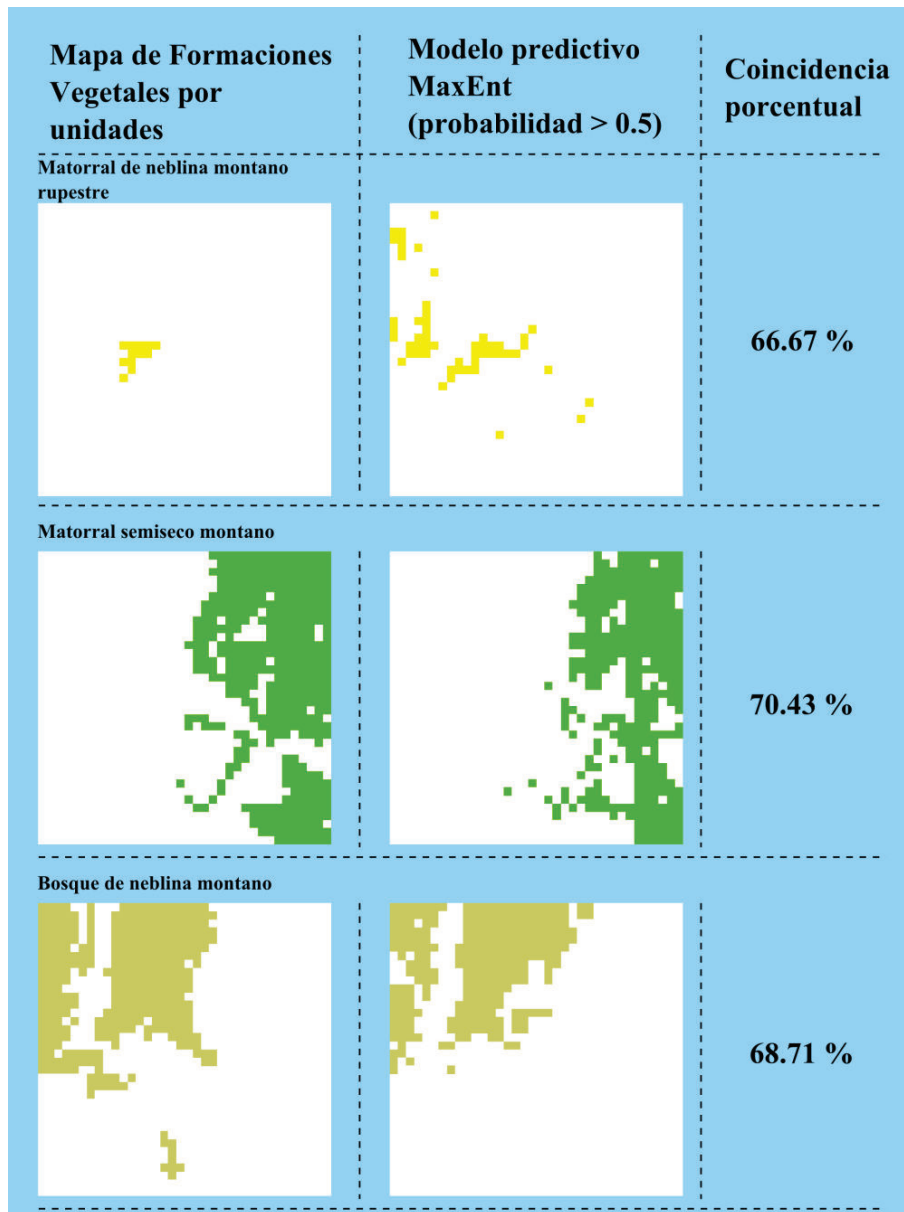 Mapa de Formaciones
Vegetales por
unidades
Modelo predictivo
MaxEnt
(probabilidad > 0.5)
Coincidencia
porcentual
Matorral de neblina montano
rupestre
66.67 %
Matorral semiseco montano
70.43 %
Bosque de neblina montano
68.71 %